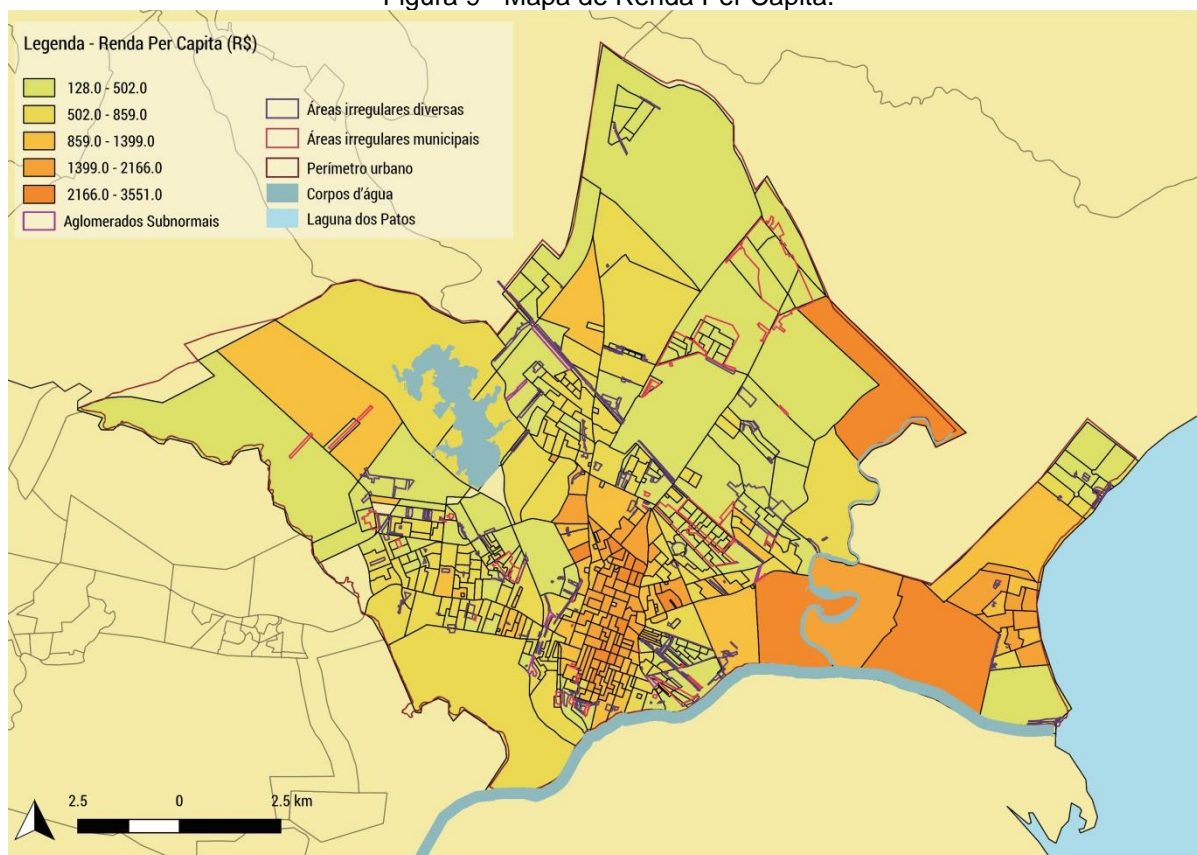 Figura 9 - Mapa de Renda Per Capita.
Legenda - Renda Per Capita (R$)
128.0 - 502.0
502.0 - 859.0
859.0 - 1399.0
1399.0 - 2166.0
2166.0 - 3551.0
Aglomerados Subnormais
Áreas irregulares diversas
Áreas irregulares municipais
Perímetro urbano
Corpos d'água
Laguna dos Patos
2.5 0 2.5 km